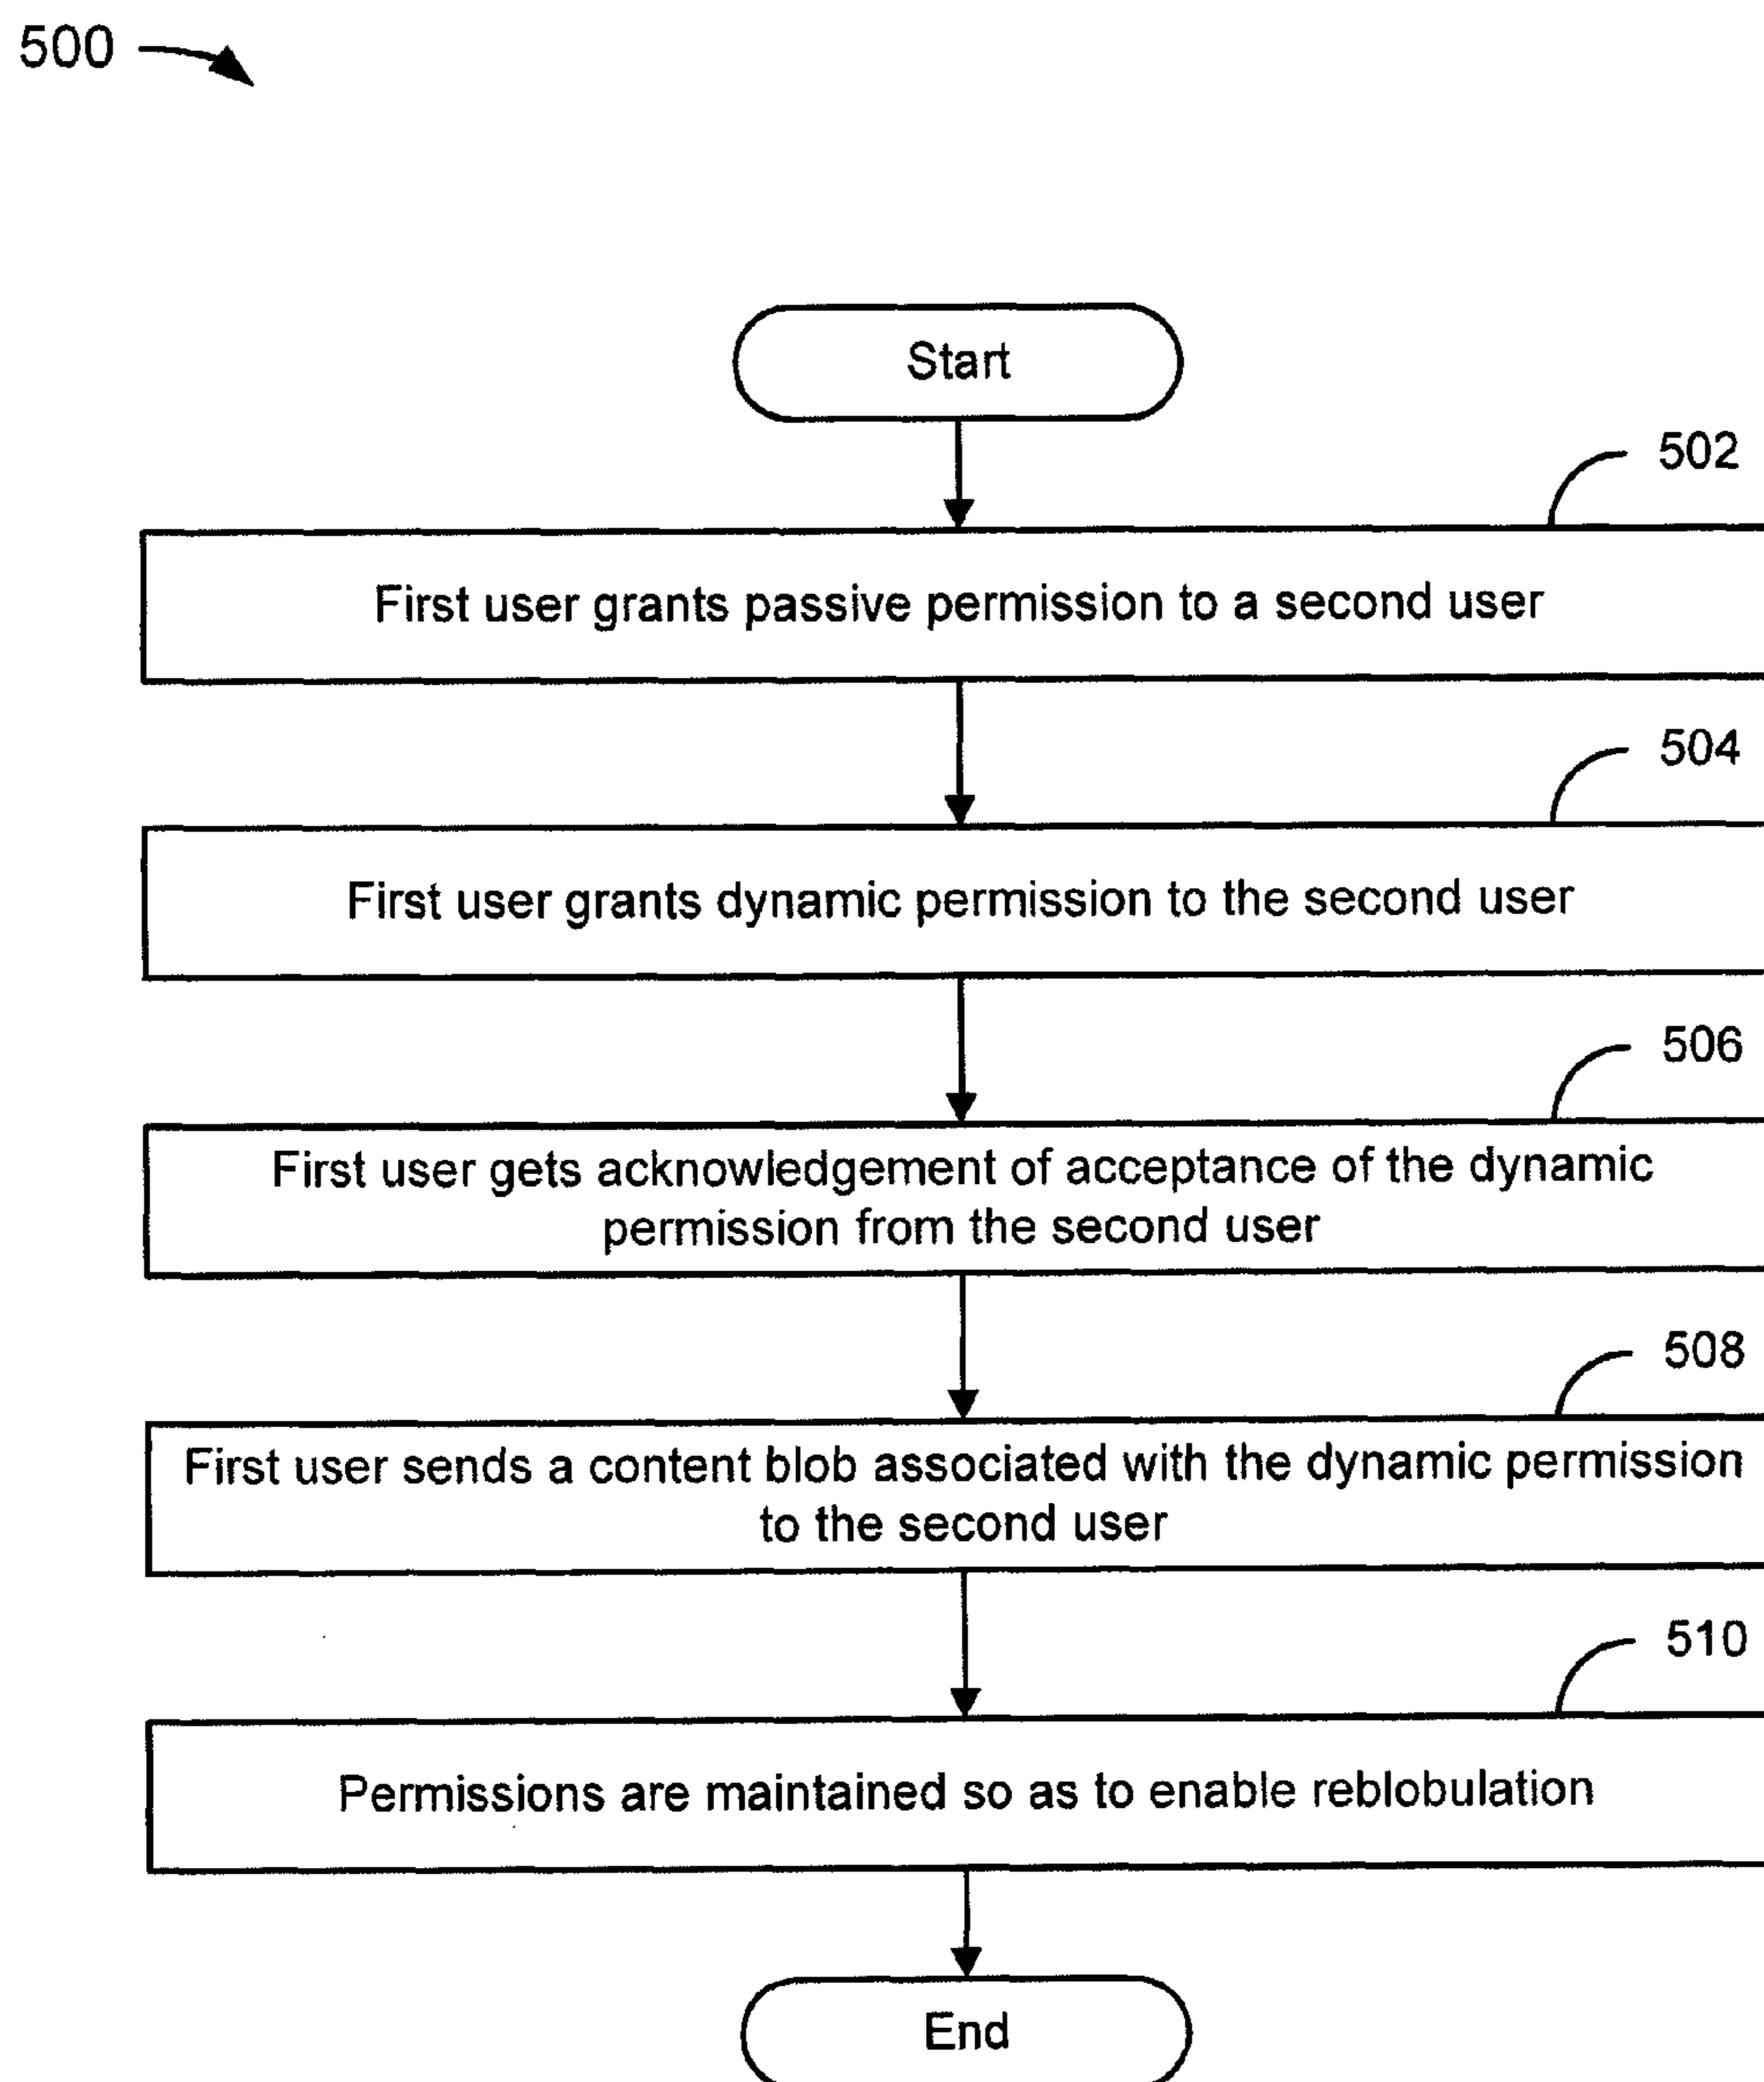 500
Start
502
First user grants passive permission to a second user
504
First user grants dynamic permission to the second user
506
First user gets acknowledgement of acceptance of the dynamic
permission from the second user
508
First user sends a content blob associated with the dynamic permission
to the second user
510
Permissions are maintained so as to enable reblobulation
End